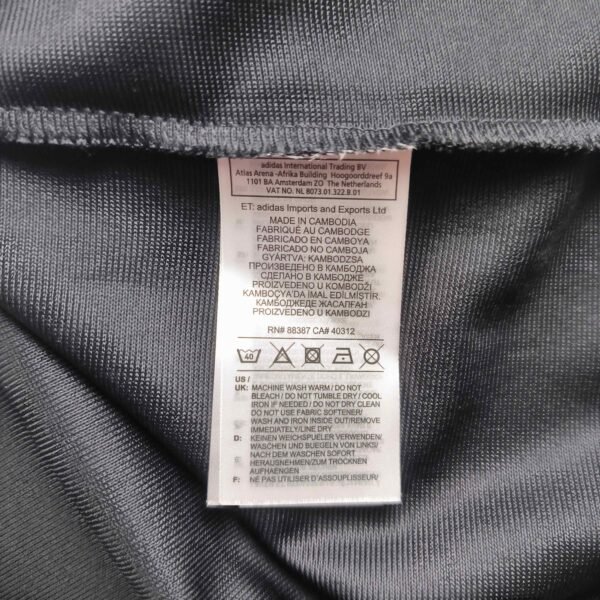 adidas International Trading BV
Atlas Arena -Afrika Building Hoogoorddreef 9a
1101 BA Amsterdam ZO The Netherlands
VAT NO. NL 8073.01.322.B.01
ET: adidas Imports and Exports Ltd
MADE IN CAMBODIA
FABRIQUÉ AU CAMBODGE
FABRICADO EN CAMBOYA
FABRICADO NO CAMBOJA
GYÁRTVA: KAMBODZSA
ПРОИЗВЕДЕНО В КАМБОДЖА
СДЕЛАНО В КАМБОДЖЕ
PROIZVEDENO U KOMBODŽI
KAMBOÇYA'DA IMAL EDİLMİŞTİR.
КАМБОДЖЕДЕ ЖАСАЛҒАН
PROIZVEDENO U KAMBODZI
RN# 88387 CA# 40312
40
US /
UK: MACHINE WASH WARM / DO NOT
BLEACH / DO NOT TUMBLE DRY / COOL
IRON IF NEEDED / DO NOT DRY CLEAN
DO NOT USE FABRIC SOFTENER/
WASH AND IRON INSIDE OUT/REMOVE
IMMEDIATELY/LINE DRY
D: KEINEN WEICHSPUELER VERWENDEN/
WASCHEN UND BUEGELN VON LINKS/
NACH DEM WASCHEN SOFORT
HERAUSNEHMEN/ZUM TROCKNEN
AUFHAENGEN
F: NE PAS UTILISER D'ASSOUPLISSEUR/